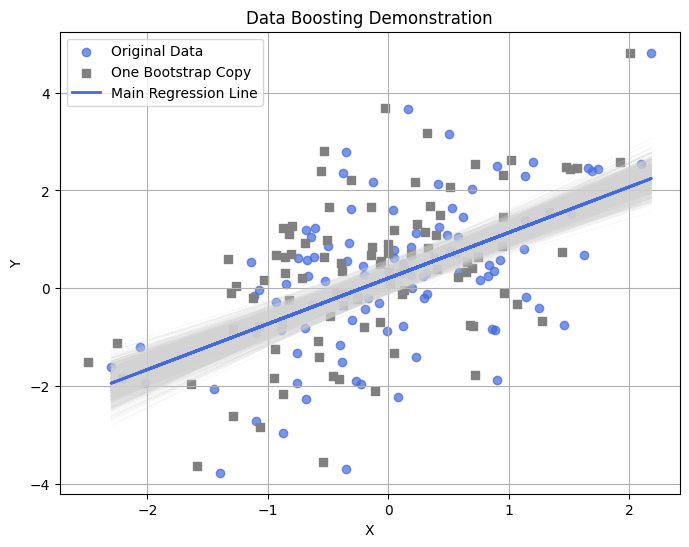 Data Boosting Demonstration
Original Data
One Bootstrap Copy
Main Regression Line
Y
4
2
0
−2
−4
−2
−1
0
1
2
X